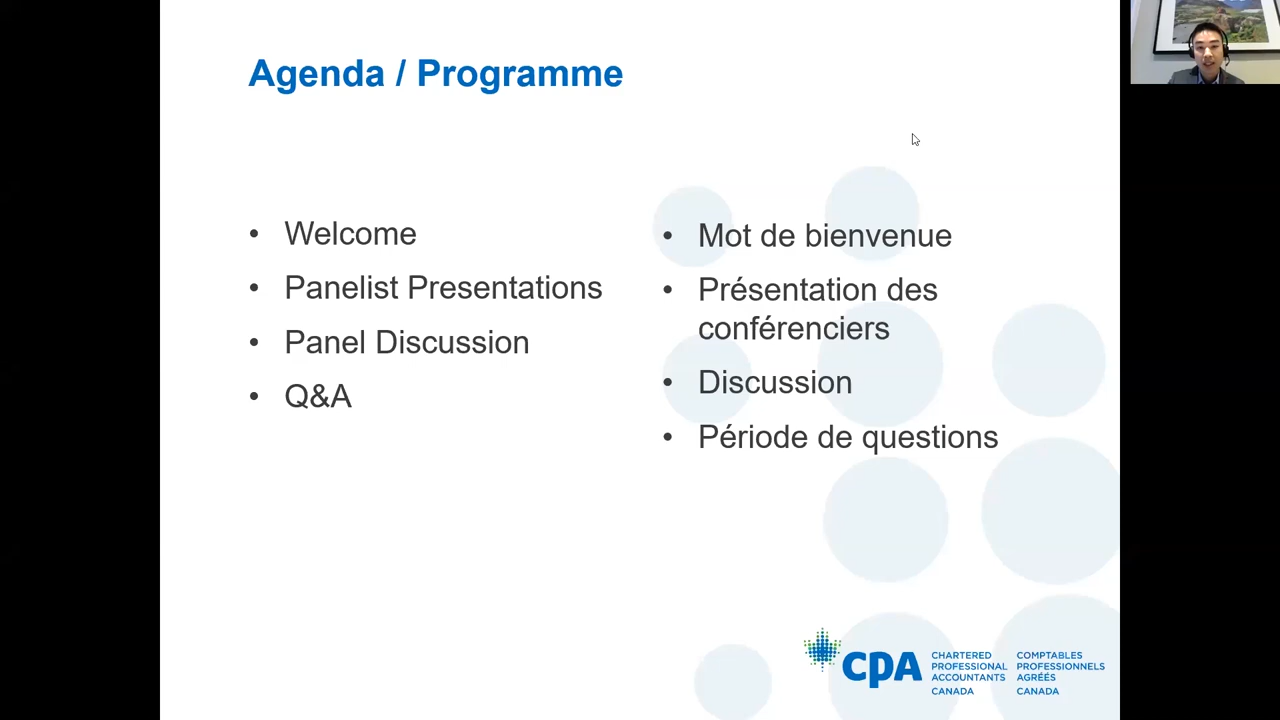 Agenda / Programme
• Welcome
• Panelist Presentations
• Panel Discussion
• Q&A
• Mot de bienvenue
• Présentation des
conférenciers
• Discussion
• Période de questions
CPA
CHARTERED
PROFESSIONAL
ACCOUNTANTS
CANADA
COMPTABLES
PROFESSIONNELS
AGRÉÉS
CANADA